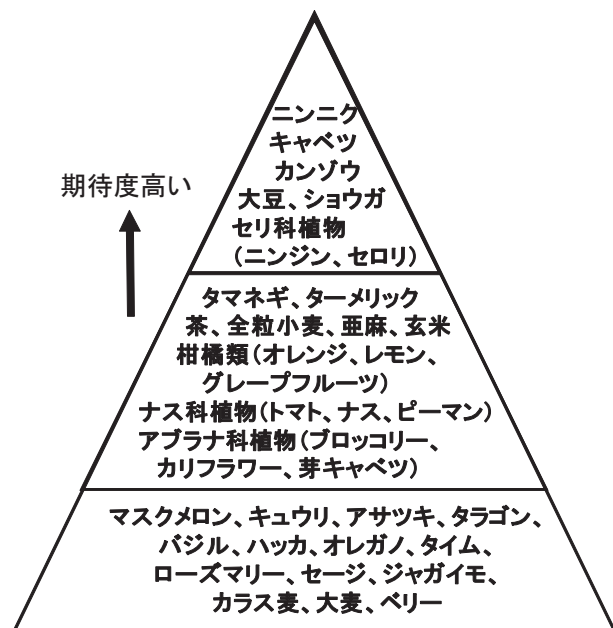 ニンニク
キャベツ
カンゾウ
大豆、ショウガ
セリ科植物
(ニンジン、セロリ)
期待度高い
タマネギ、ターメリック
茶、全粒小麦、亜麻、玄米
柑橘類(オレンジ、レモン、
グレープフルーツ)
ナス科植物(トマト、ナス、ピーマン)
アブラナ科植物(ブロッコリー、
カリフラワー、芽キャベツ)
マスクメロン、キュウリ、アサツキ、タラゴン、
バジル、ハッカ、オレガノ、タイム、
ローズマリー、セージ、ジャガイモ、
カラス麦、大麦、ベリー